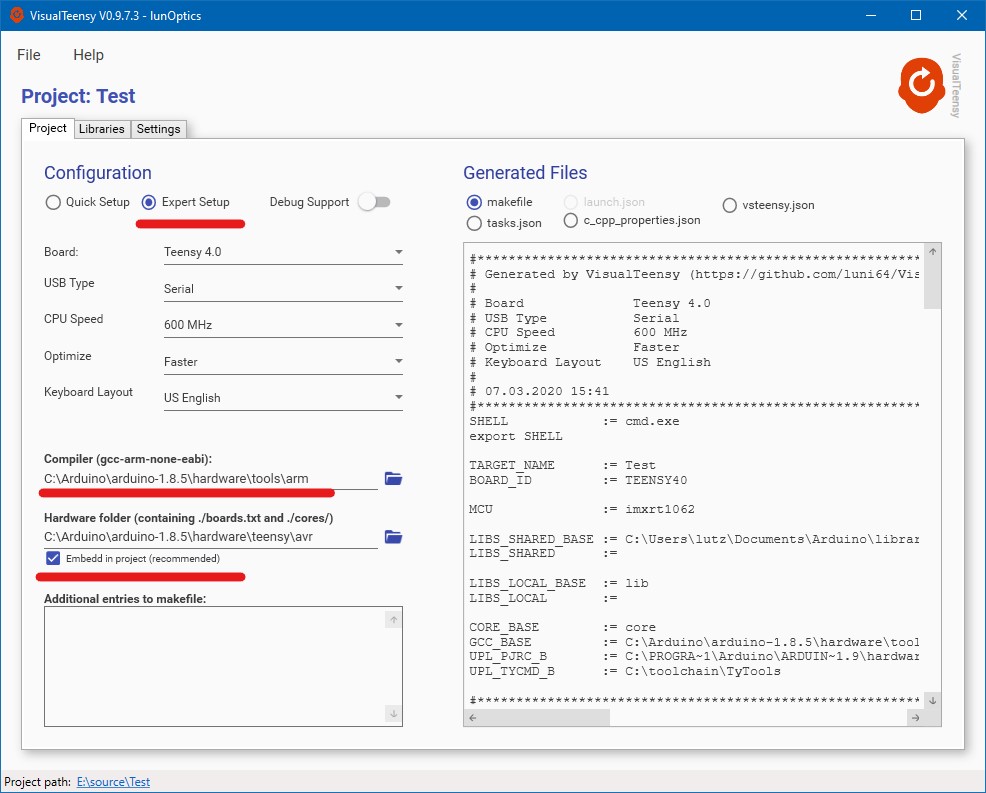 VisualTeensy V0.9.7.3 - lunOptics
File Help
VisualTeensy
Project: Test
Project Libraries Settings
Configuration
Quick Setup Expert Setup Debug Support
Board: Teensy 4.0
USB Type Serial
CPU Speed 600 MHz
Optimize Faster
Keyboard Layout US English
Compiler (gcc-arm-none-eabi):
C:\Arduino\arduino-1.8.5\hardware\tools\arm
Hardware folder (containing ./boards.txt and ./cores/)
C:\Arduino\arduino-1.8.5\hardware\teensy\avr
Embedd in project (recommended)
Additional entries to makefile:
Generated Files
makefile launch.json vsteensy.json
tasks.json c_cpp_properties.json
#*********************************************************
# Generated by VisualTeensy (https://github.com/luni64/Vis
#
# Board Teensy 4.0
# USB Type Serial
# CPU Speed 600 MHz
# Optimize Faster
# Keyboard Layout US English
#
# 07.03.2020 15:41
#*********************************************************
SHELL := cmd.exe
export SHELL
TARGET_NAME := Test
BOARD_ID := TEENSY40
MCU := imxrt1062
LIBS_SHARED_BASE := C:\Users\lutz\Documents\Arduino\librar
LIBS_SHARED :=
LIBS_LOCAL_BASE := lib
LIBS_LOCAL :=
CORE_BASE := core
GCC_BASE := C:\Arduino\arduino-1.8.5\hardware\tool
UPL_PJRC_B := C:\PROGRA~1\Arduino\ARDUIN~1.9\hardwar
UPL_TYCMD_B := C:\toolchain\TyTools
#*********************************************************
Project path: E:\source\Test